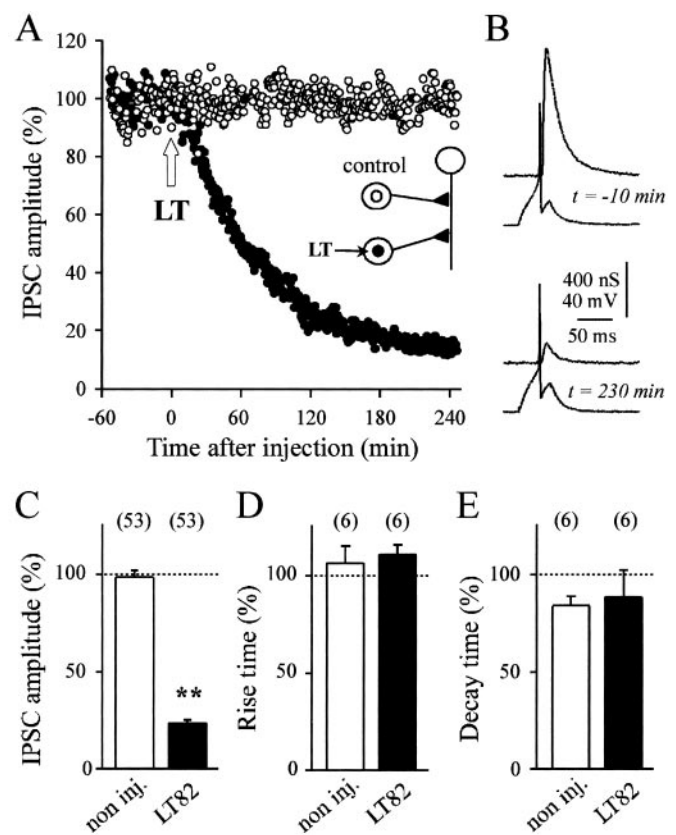 A
B
120
100
80
60
40
20
0
IPSC amplitude (%)
-60 0 60 120 180 240
Time after injection (min)
LT
control
LT
t = -10 min
400 nS
40 mV
50 ms
t = 230 min
C
(53) (53)
100
50
0
IPSC amplitude (%)
**
non inj. LT82
D
(6) (6)
100
50
0
Rise time (%)
non inj. LT82
E
(6) (6)
100
50
0
Decay time (%)
non inj. LT82